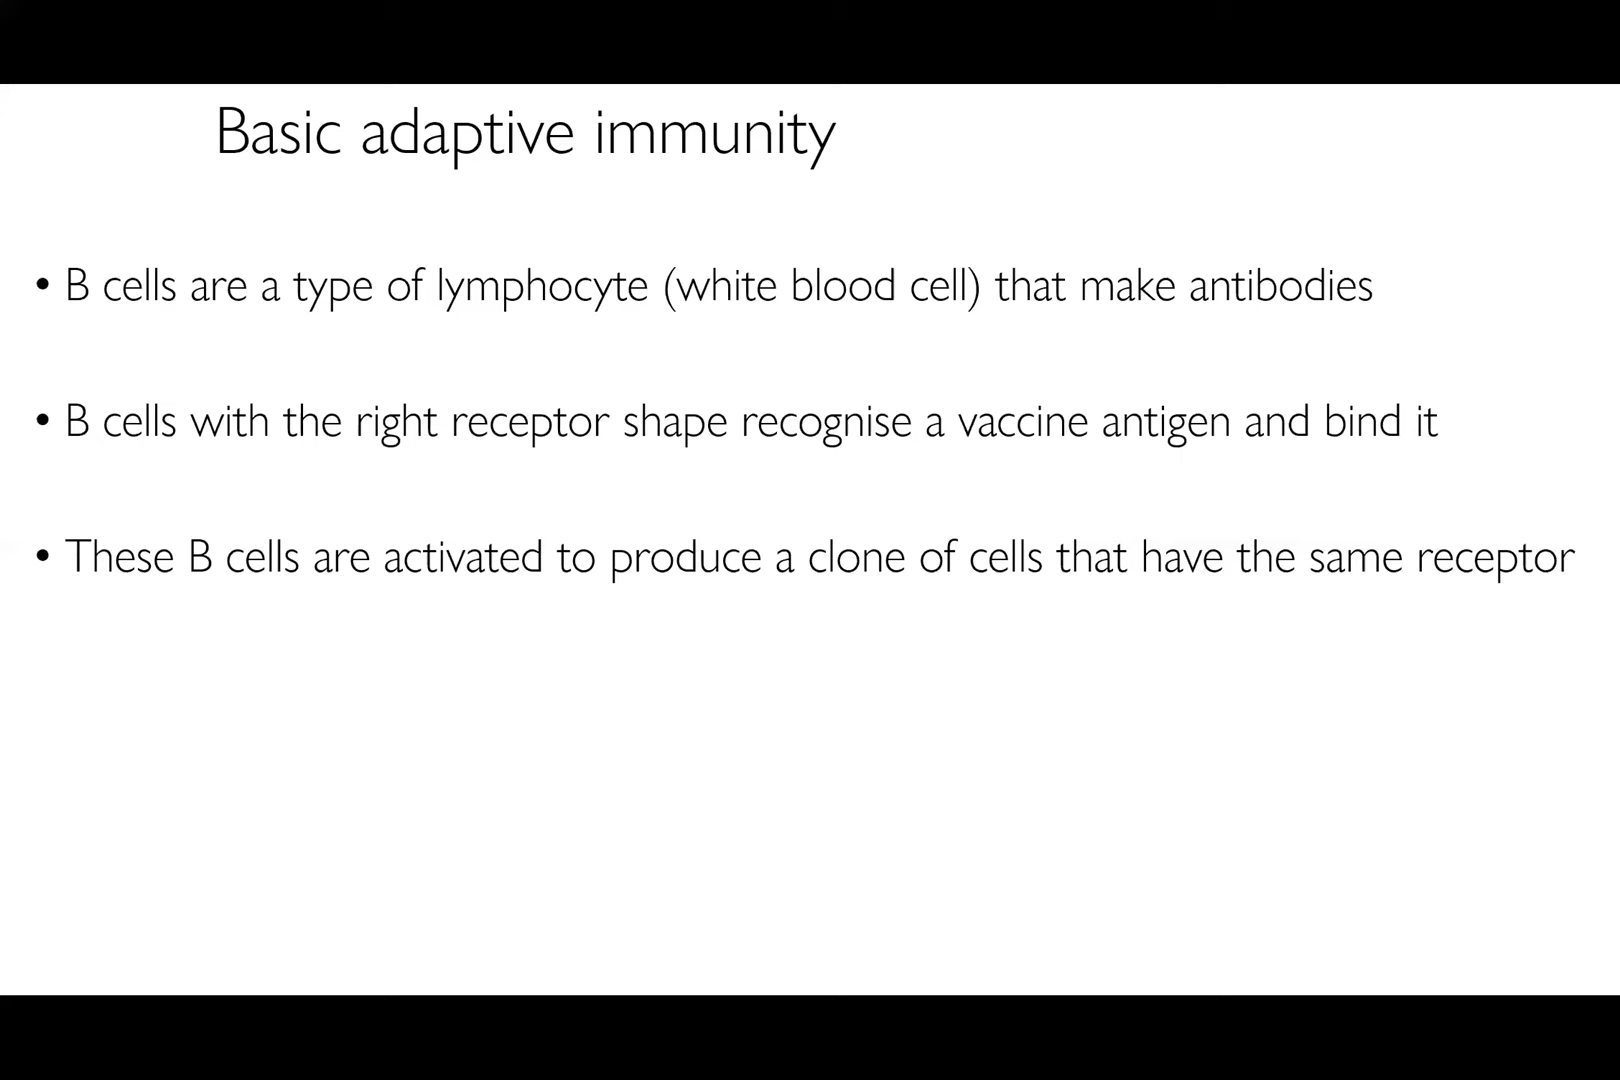 Basic adaptive immunity
• B cells are a type of lymphocyte (white blood cell) that make antibodies
• B cells with the right receptor shape recognise a vaccine antigen and bind it
• These B cells are activated to produce a clone of cells that have the same receptor